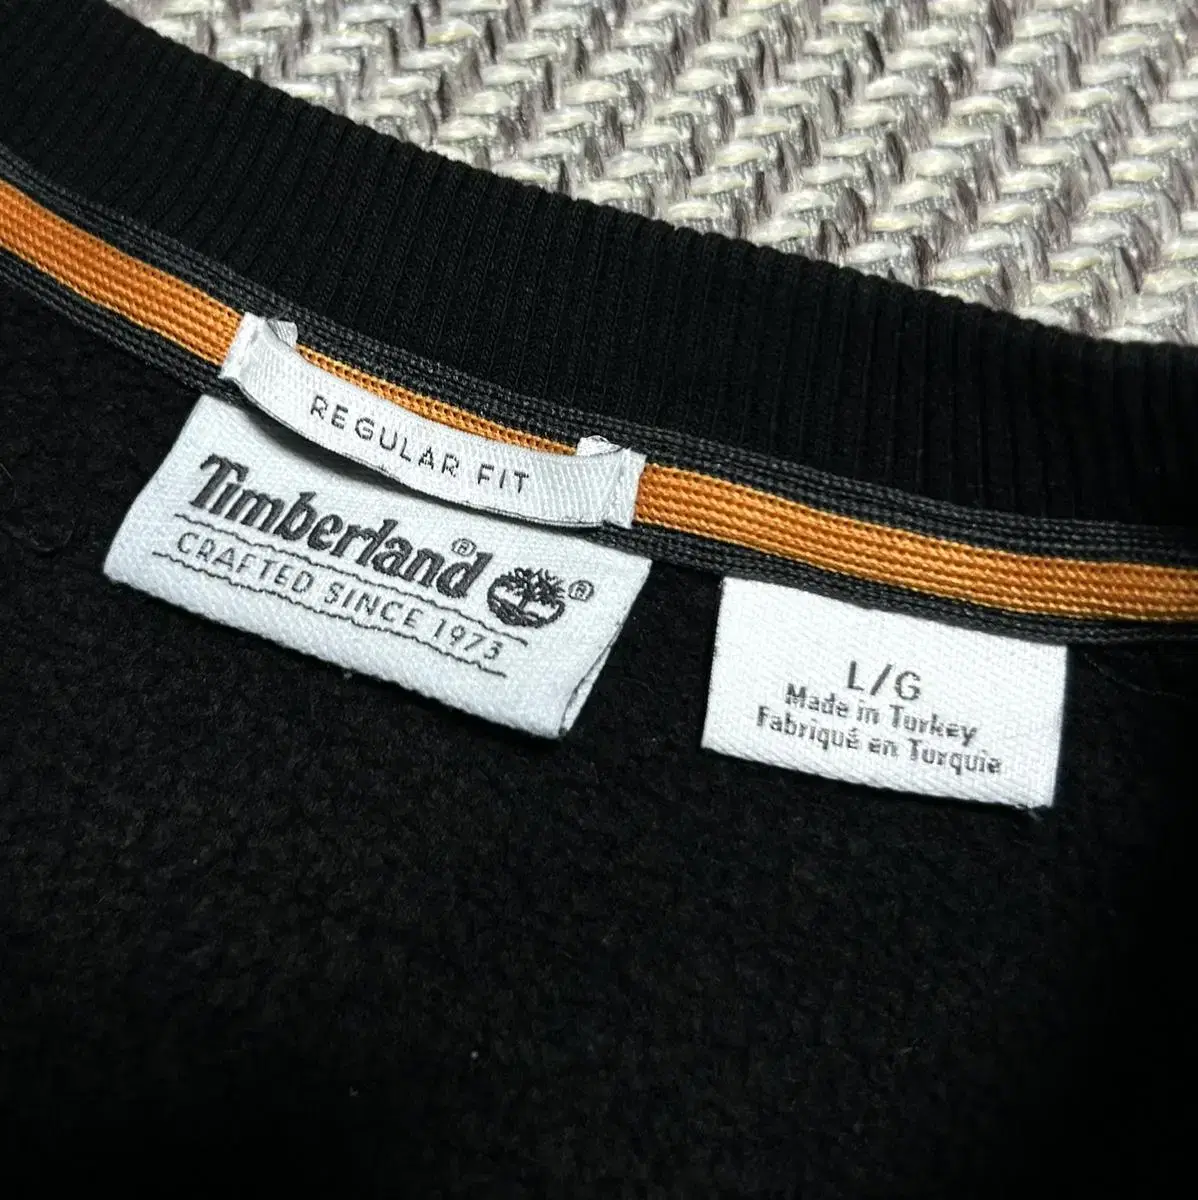 REGULAR FIT
Timberland®
®
CRAFTED SINCE 1973
L/G
Made in Turkey
Fabriqué en Turquie